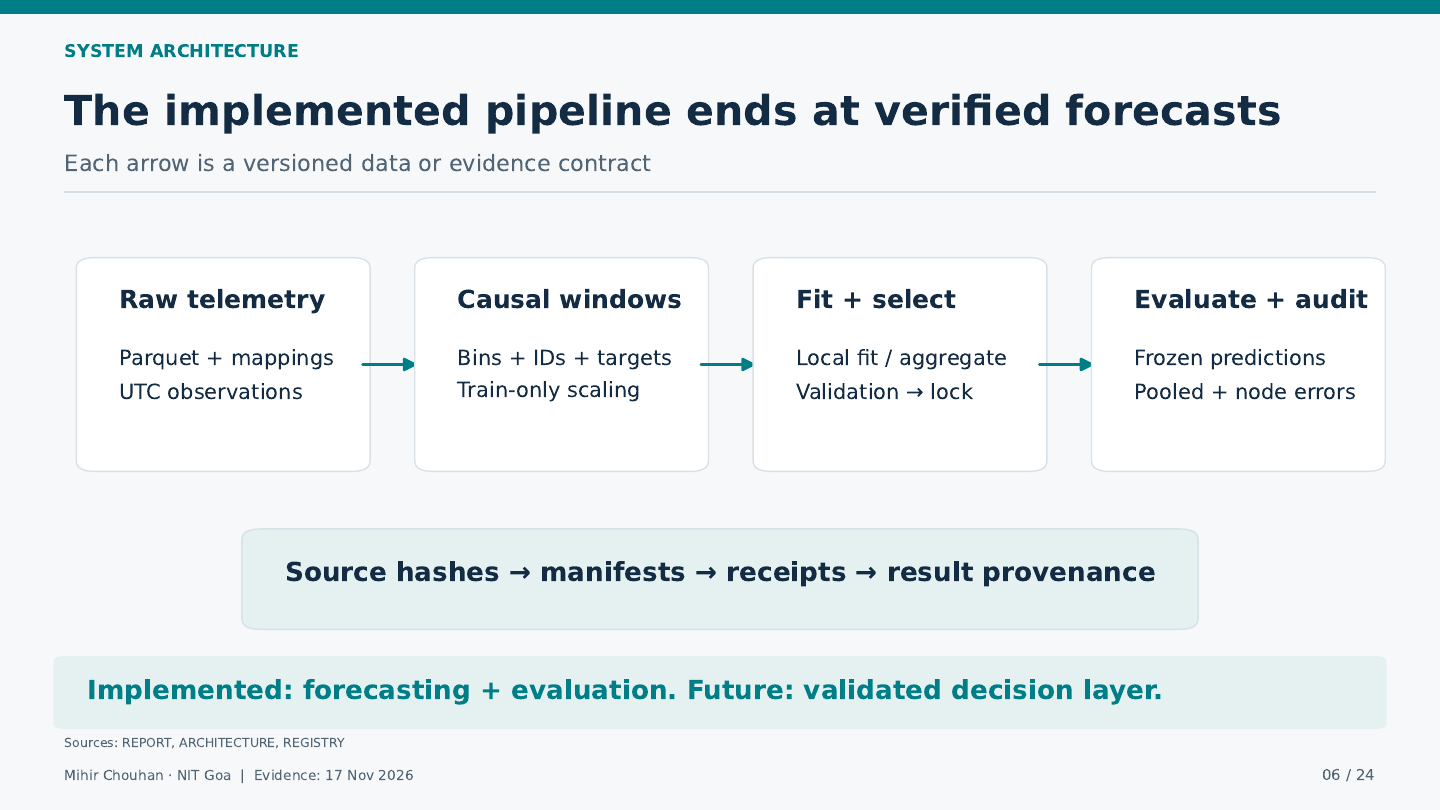 SYSTEM ARCHITECTURE
The implemented pipeline ends at verified forecasts
Each arrow is a versioned data or evidence contract
Raw telemetry
Parquet + mappings
UTC observations
Causal windows
Bins + IDs + targets
Train-only scaling
Fit + select
Local fit / aggregate
Validation → lock
Evaluate + audit
Frozen predictions
Pooled + node errors
Source hashes → manifests → receipts → result provenance
Implemented: forecasting + evaluation. Future: validated decision layer.
Sources: REPORT, ARCHITECTURE, REGISTRY
Mihir Chouhan · NIT Goa | Evidence: 17 Nov 2026
06 / 24